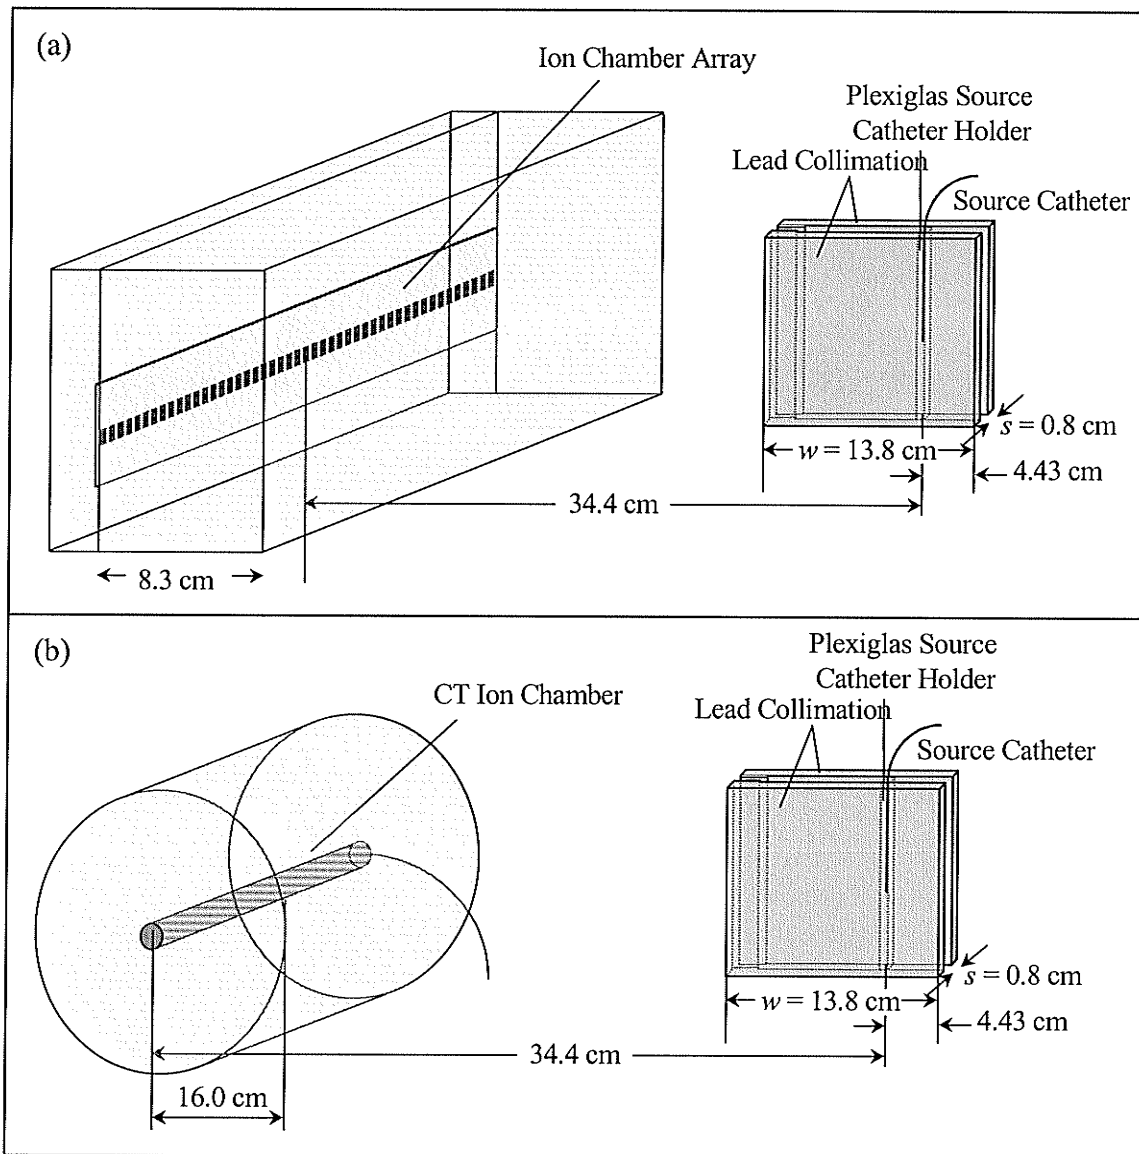 (a)
Ion Chamber Array
Plexiglas Source
Catheter Holder
Lead Collimation
Source Catheter
s = 0.8 cm
w = 13.8 cm
4.43 cm
34.4 cm
8.3 cm
(b)
Plexiglas Source
Catheter Holder
CT Ion Chamber
Lead Collimation
Source Catheter
s = 0.8 cm
w = 13.8 cm
4.43 cm
34.4 cm
16.0 cm